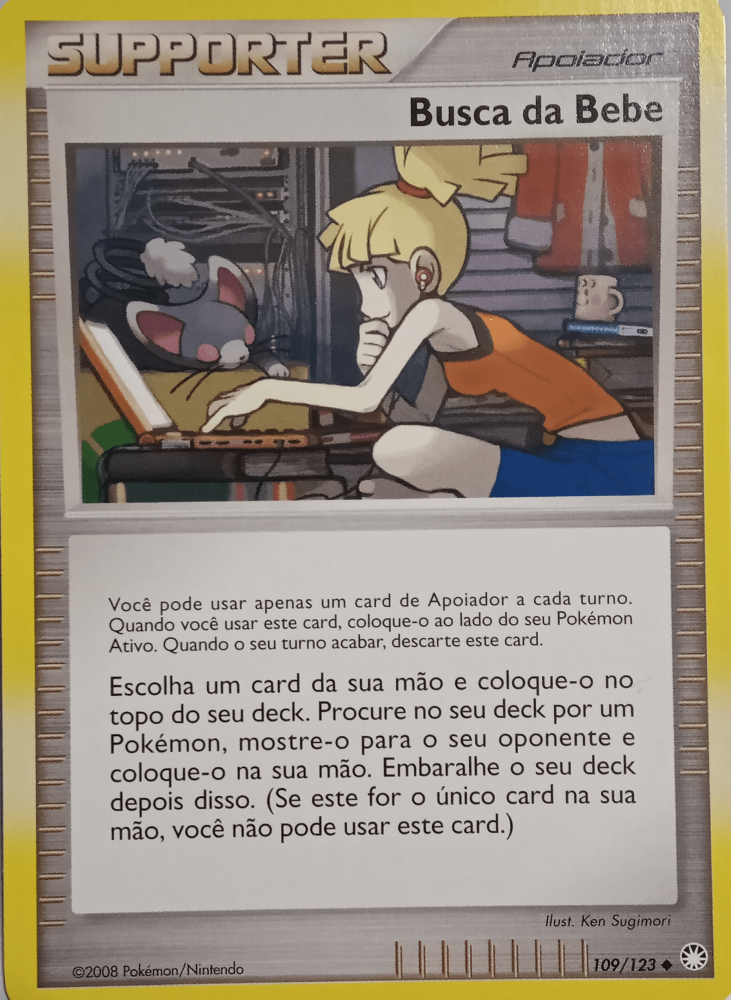 SUPPORTER
Apoiador
Busca da Bebe
Você pode usar apenas um card de Apoiador a cada turno.
Quando você usar este card, coloque-o ao lado do seu Pokémon
Ativo. Quando o seu turno acabar, descarte este card.
Escolha um card da sua mão e coloque-o no
topo do seu deck. Procure no seu deck por um
Pokémon, mostre-o para o seu oponente e
coloque-o na sua mão. Embaralhe o seu deck
depois disso. (Se este for o único card na sua
mão, você não pode usar este card.)
Ilust. Ken Sugimori
©2008 Pokémon/Nintendo
109/123